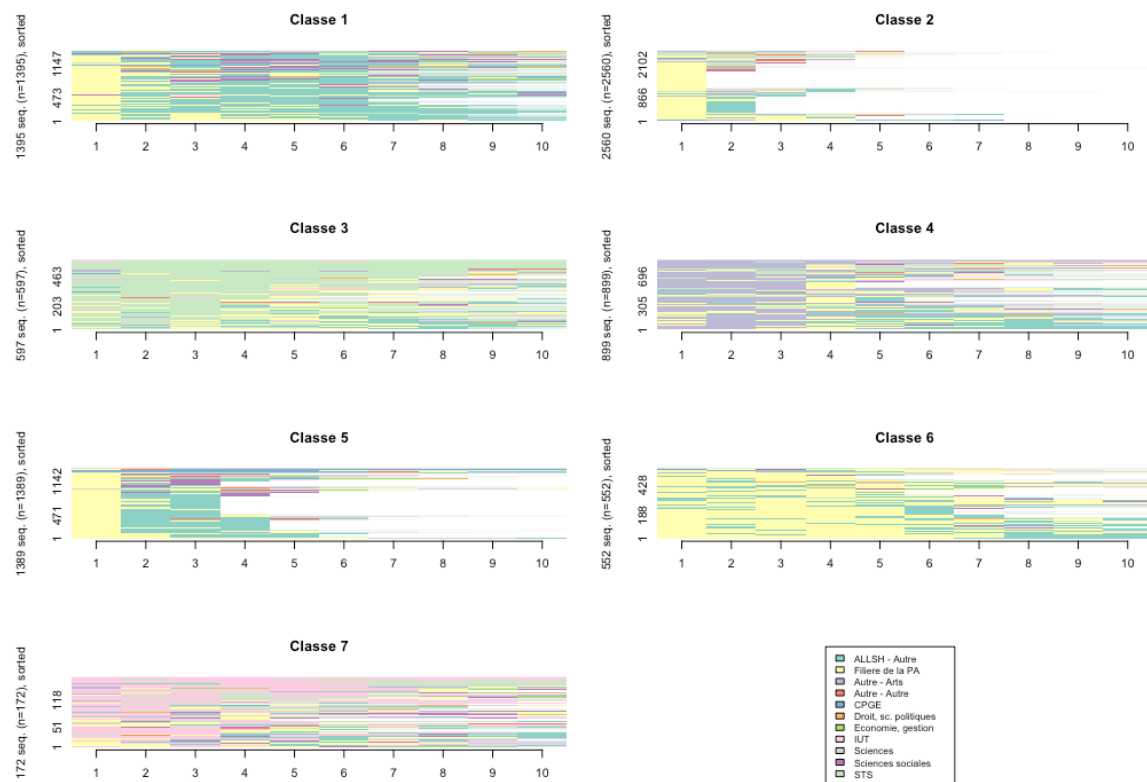 Classe 1
1395 seq. (n=1395), sorted
1 473 1147
1 2 3 4 5 6 7 8 9 10
Classe 2
2560 seq. (n=2560), sorted
1 866 2102
1 2 3 4 5 6 7 8 9 10
Classe 3
597 seq. (n=597), sorted
1 203 463
1 2 3 4 5 6 7 8 9 10
Classe 4
899 seq. (n=899), sorted
1 305 696
1 2 3 4 5 6 7 8 9 10
Classe 5
1389 seq. (n=1389), sorted
1 471 1142
1 2 3 4 5 6 7 8 9 10
Classe 6
552 seq. (n=552), sorted
1 188 428
1 2 3 4 5 6 7 8 9 10
Classe 7
172 seq. (n=172), sorted
1 51 118
1 2 3 4 5 6 7 8 9 10
ALLSH - Autre
Filiere de la PA
Autre - Arts
Autre - Autre
CPGE
Droit, sc. politiques
Economie, gestion
IUT
Sciences
Sciences sociales
STS